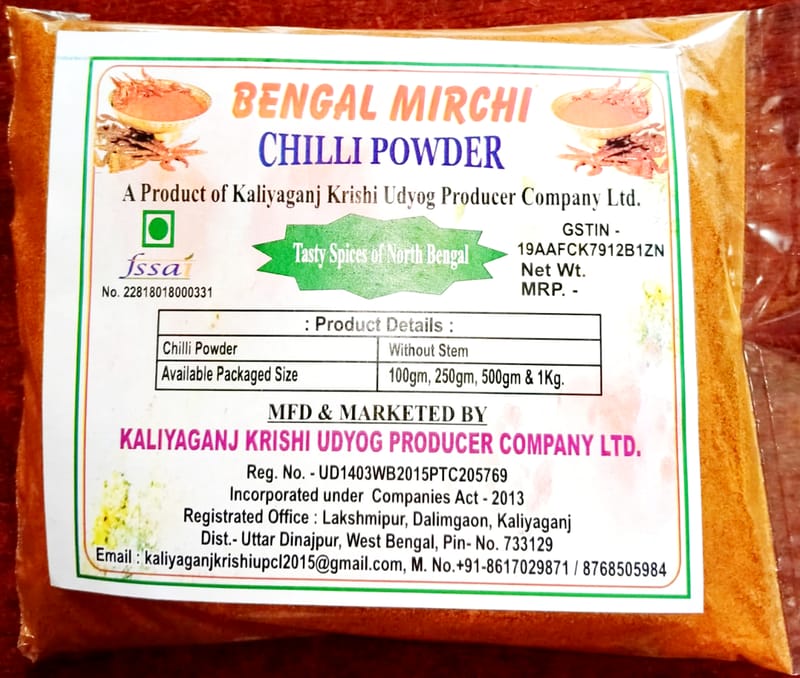 BENGAL MIRCHI
CHILLI POWDER
A Product of Kaliyaganj Krishi Udyog Producer Company Ltd.
fssai
No. 22818018000331
Tasty Spices of North Bengal
GSTIN -
19AAFCK7912B1ZN
Net Wt.
MRP. -
: Product Details :
Chilli Powder Without Stem
Available Packaged Size 100gm, 250gm, 500gm & 1Kg.
MFD & MARKETED BY
KALIYAGANJ KRISHI UDYOG PRODUCER COMPANY LTD.
Reg. No. - UD1403WB2015PTC205769
Incorporated under Companies Act - 2013
Registrated Office : Lakshmipur, Dalimgaon, Kaliyaganj
Dist.- Uttar Dinajpur, West Bengal, Pin- No. 733129
Email : kaliyaganjkrishiupcl2015@gmail.com, M. No.+91-8617029871 / 8768505984